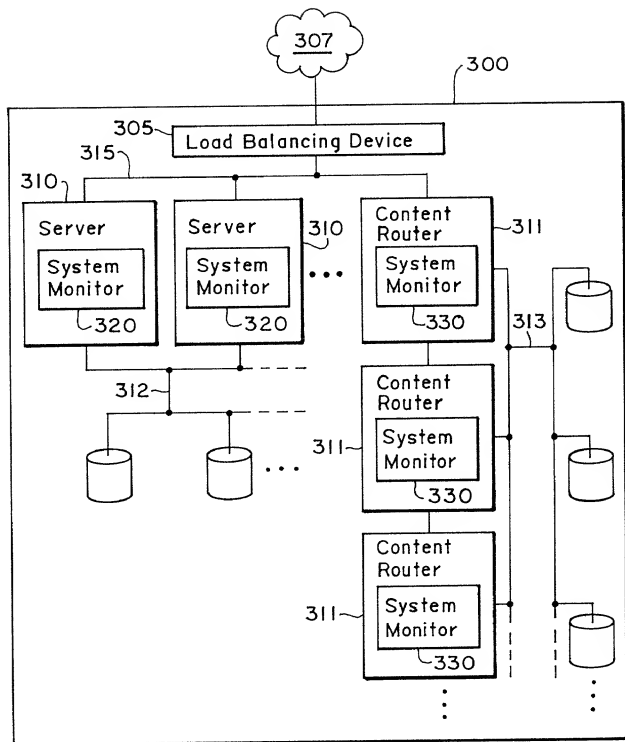 307
300
305
Load Balancing Device
315
310
Server
System
Monitor
320
Server
310
System
Monitor
320
Content
Router
311
System
Monitor
330
313
312
Content
Router
311
System
Monitor
330
Content
Router
311
System
Monitor
330